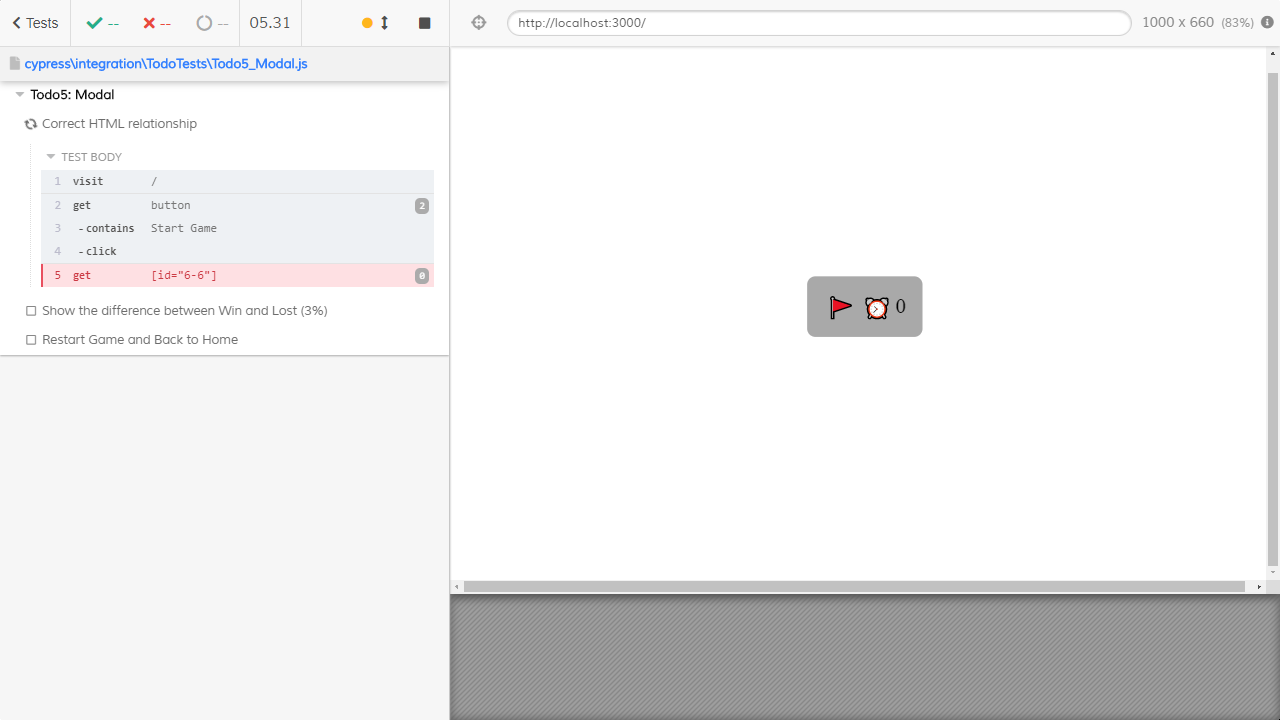 Tests -- -- -- 05.31
http://localhost:3000/ 1000 x 660 (83%)
cypress\integration\TodoTests\Todo5_Modal.js
Todo5: Modal
Correct HTML relationship
TEST BODY
1 visit /
2 get button 2
3 -contains Start Game
4 -click
5 get [id="6-6"] 0
Show the difference between Win and Lost (3%)
Restart Game and Back to Home
0